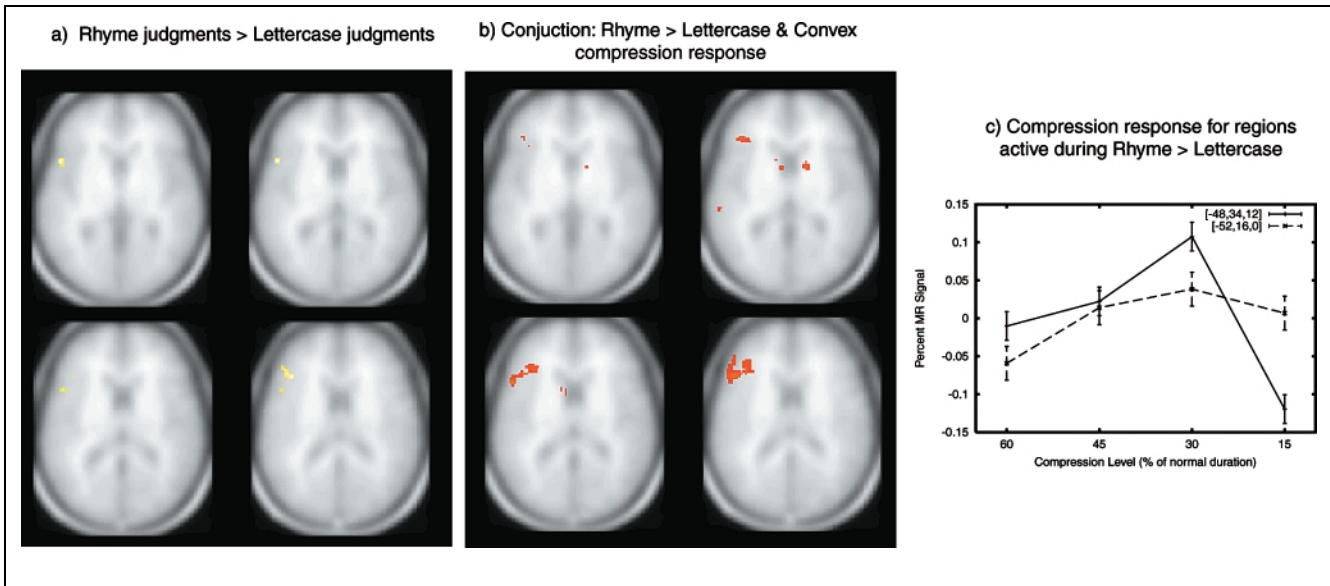 a) Rhyme judgments > Lettercase judgments
b) Conjuction: Rhyme > Lettercase & Convex
compression response
c) Compression response for regions
active during Rhyme > Lettercase
[-48,34,12]
[-52,16,0]
0.15
0.1
0.05
0
-0.05
-0.1
-0.15
Percent MR Signal
60 45 30 15
Compression Level (% of normal duration)